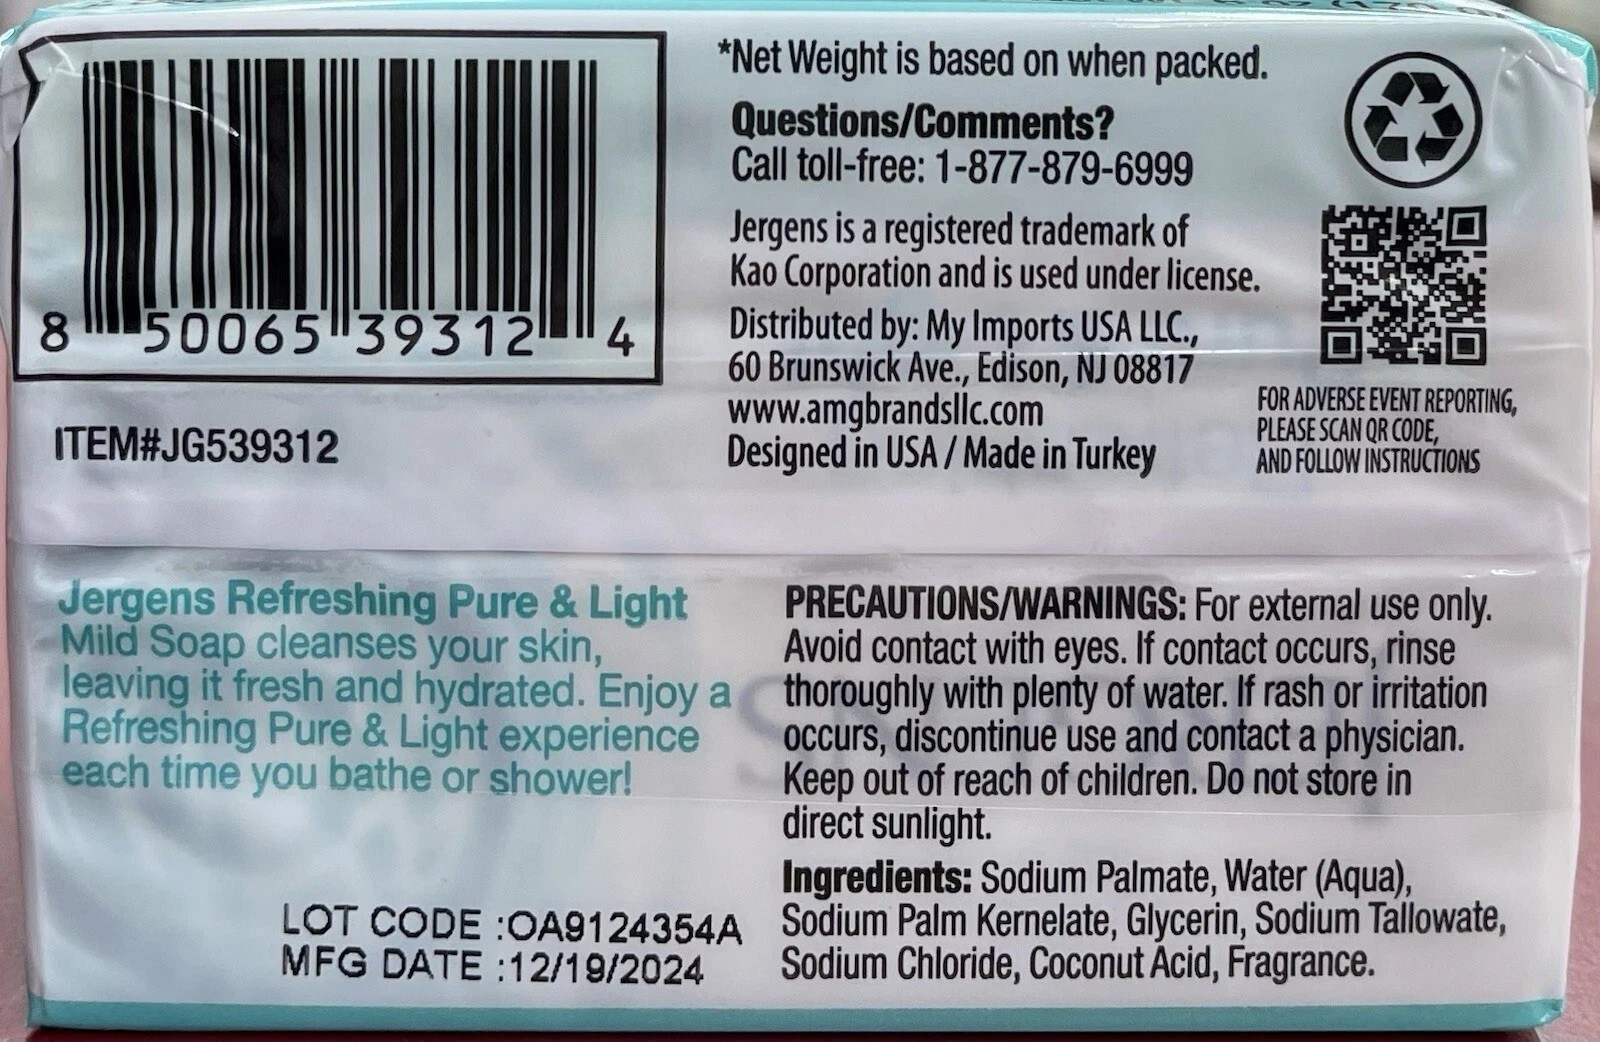 8 50065 39312 4
ITEM#JG539312
*Net Weight is based on when packed.
Questions/Comments?
Call toll-free: 1-877-879-6999
Jergens is a registered trademark of
Kao Corporation and is used under license.
Distributed by: My Imports USA LLC.,
60 Brunswick Ave., Edison, NJ 08817
www.amgbrandsllc.com
Designed in USA / Made in Turkey
FOR ADVERSE EVENT REPORTING,
PLEASE SCAN QR CODE,
AND FOLLOW INSTRUCTIONS
Jergens Refreshing Pure & Light
Mild Soap cleanses your skin,
leaving it fresh and hydrated. Enjoy a
Refreshing Pure & Light experience
each time you bathe or shower!
LOT CODE :OA9124354A
MFG DATE :12/19/2024
PRECAUTIONS/WARNINGS: For external use only.
Avoid contact with eyes. If contact occurs, rinse
thoroughly with plenty of water. If rash or irritation
occurs, discontinue use and contact a physician.
Keep out of reach of children. Do not store in
direct sunlight.
Ingredients: Sodium Palmate, Water (Aqua),
Sodium Palm Kernelate, Glycerin, Sodium Tallowate,
Sodium Chloride, Coconut Acid, Fragrance.